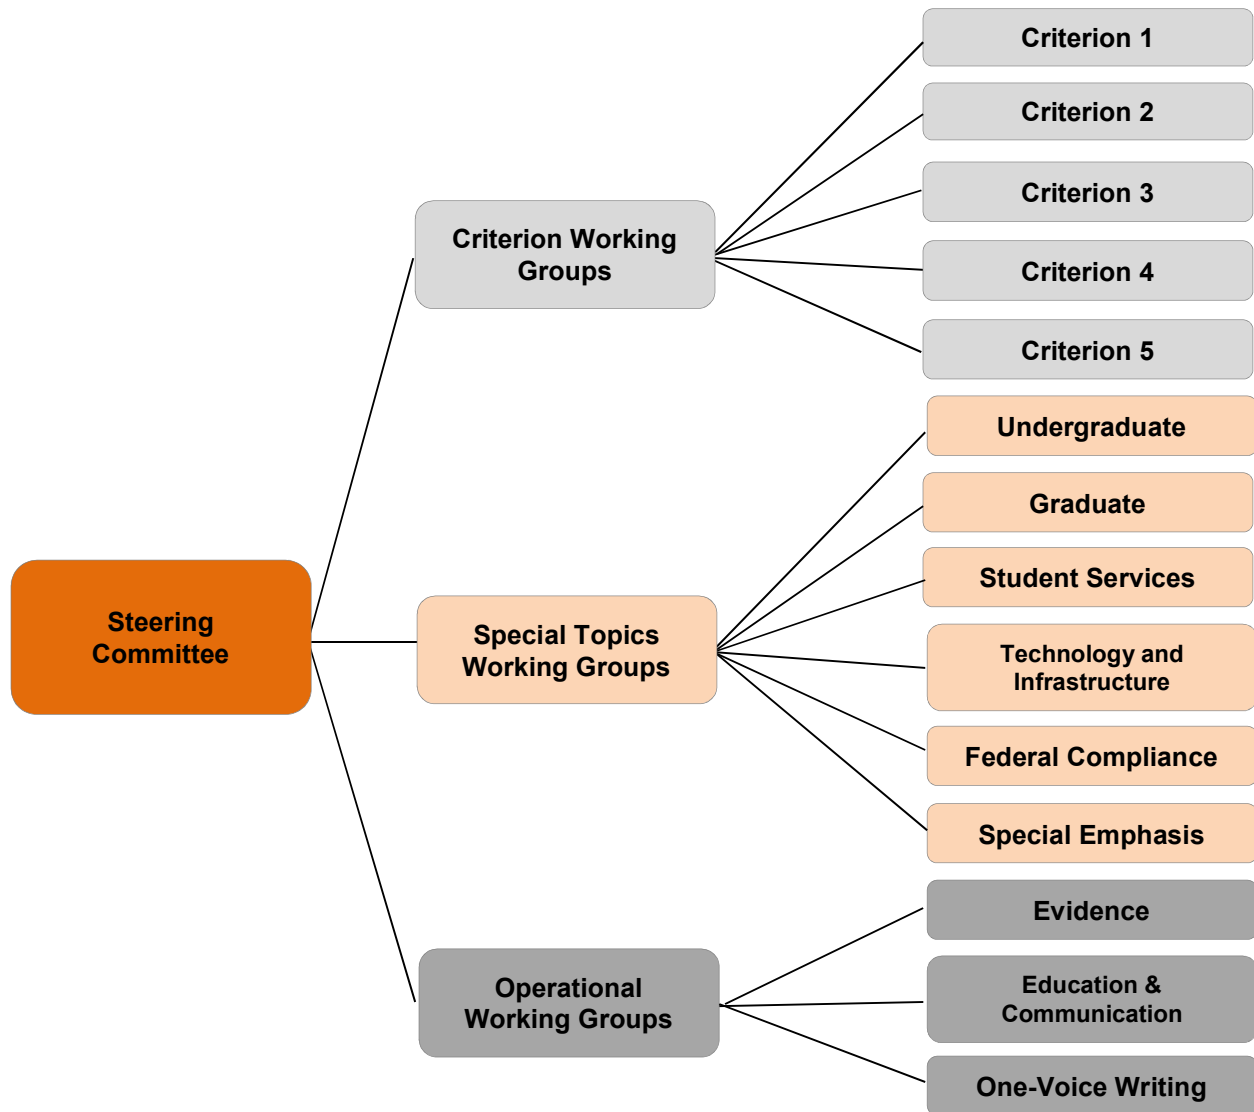 Criterion 1
Criterion 2
Criterion 3
Criterion Working
Groups
Criterion 4
Criterion 5
Undergraduate
Graduate
Student Services
Steering
Committee
Special Topics
Working Groups
Technology and
Infrastructure
Federal Compliance
Special Emphasis
Evidence
Operational
Working Groups
Education &
Communication
One-Voice Writing